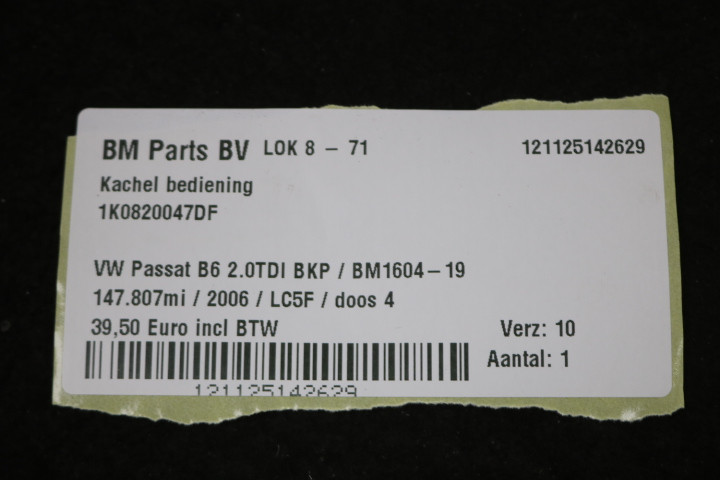 BM Parts BV LOK 8 - 71 121125142629
Kachel bediening
1K0820047DF
VW Passat B6 2.0TDI BKP / BM1604-19
147.807mi / 2006 / LC5F / doos 4
39,50 Euro incl BTW Verz: 10
Aantal: 1
121125142629